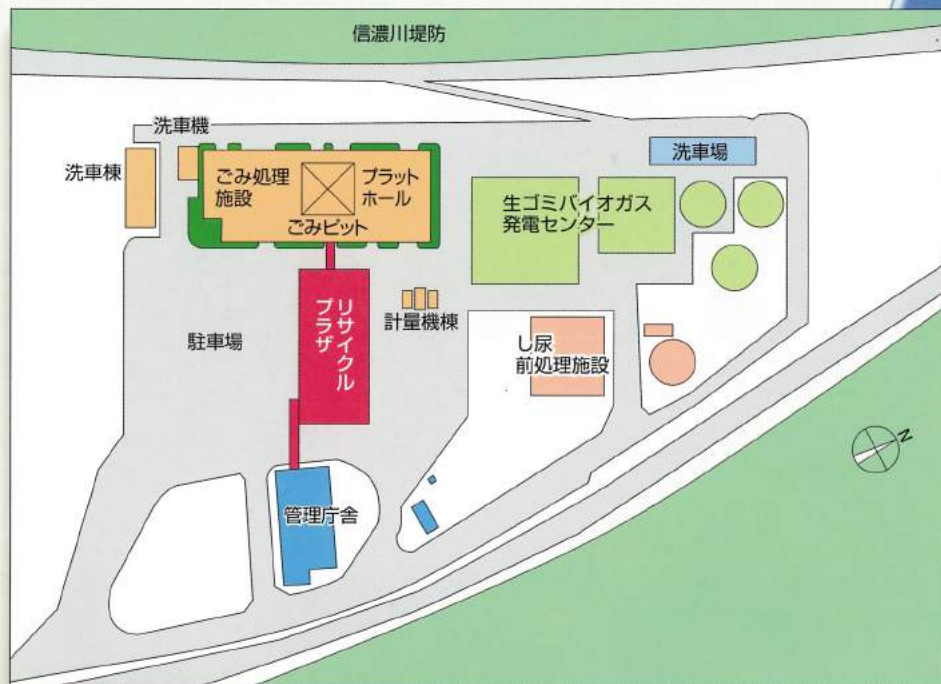 信濃川堤防
洗車機
洗車棟
ごみ処理
施設
プラット
ホール
ごみピット
洗車場
生ゴミバイオガス
発電センター
リサイクル
プラザ
計量機棟
駐車場
し尿
前処理施設
管理庁舎
N